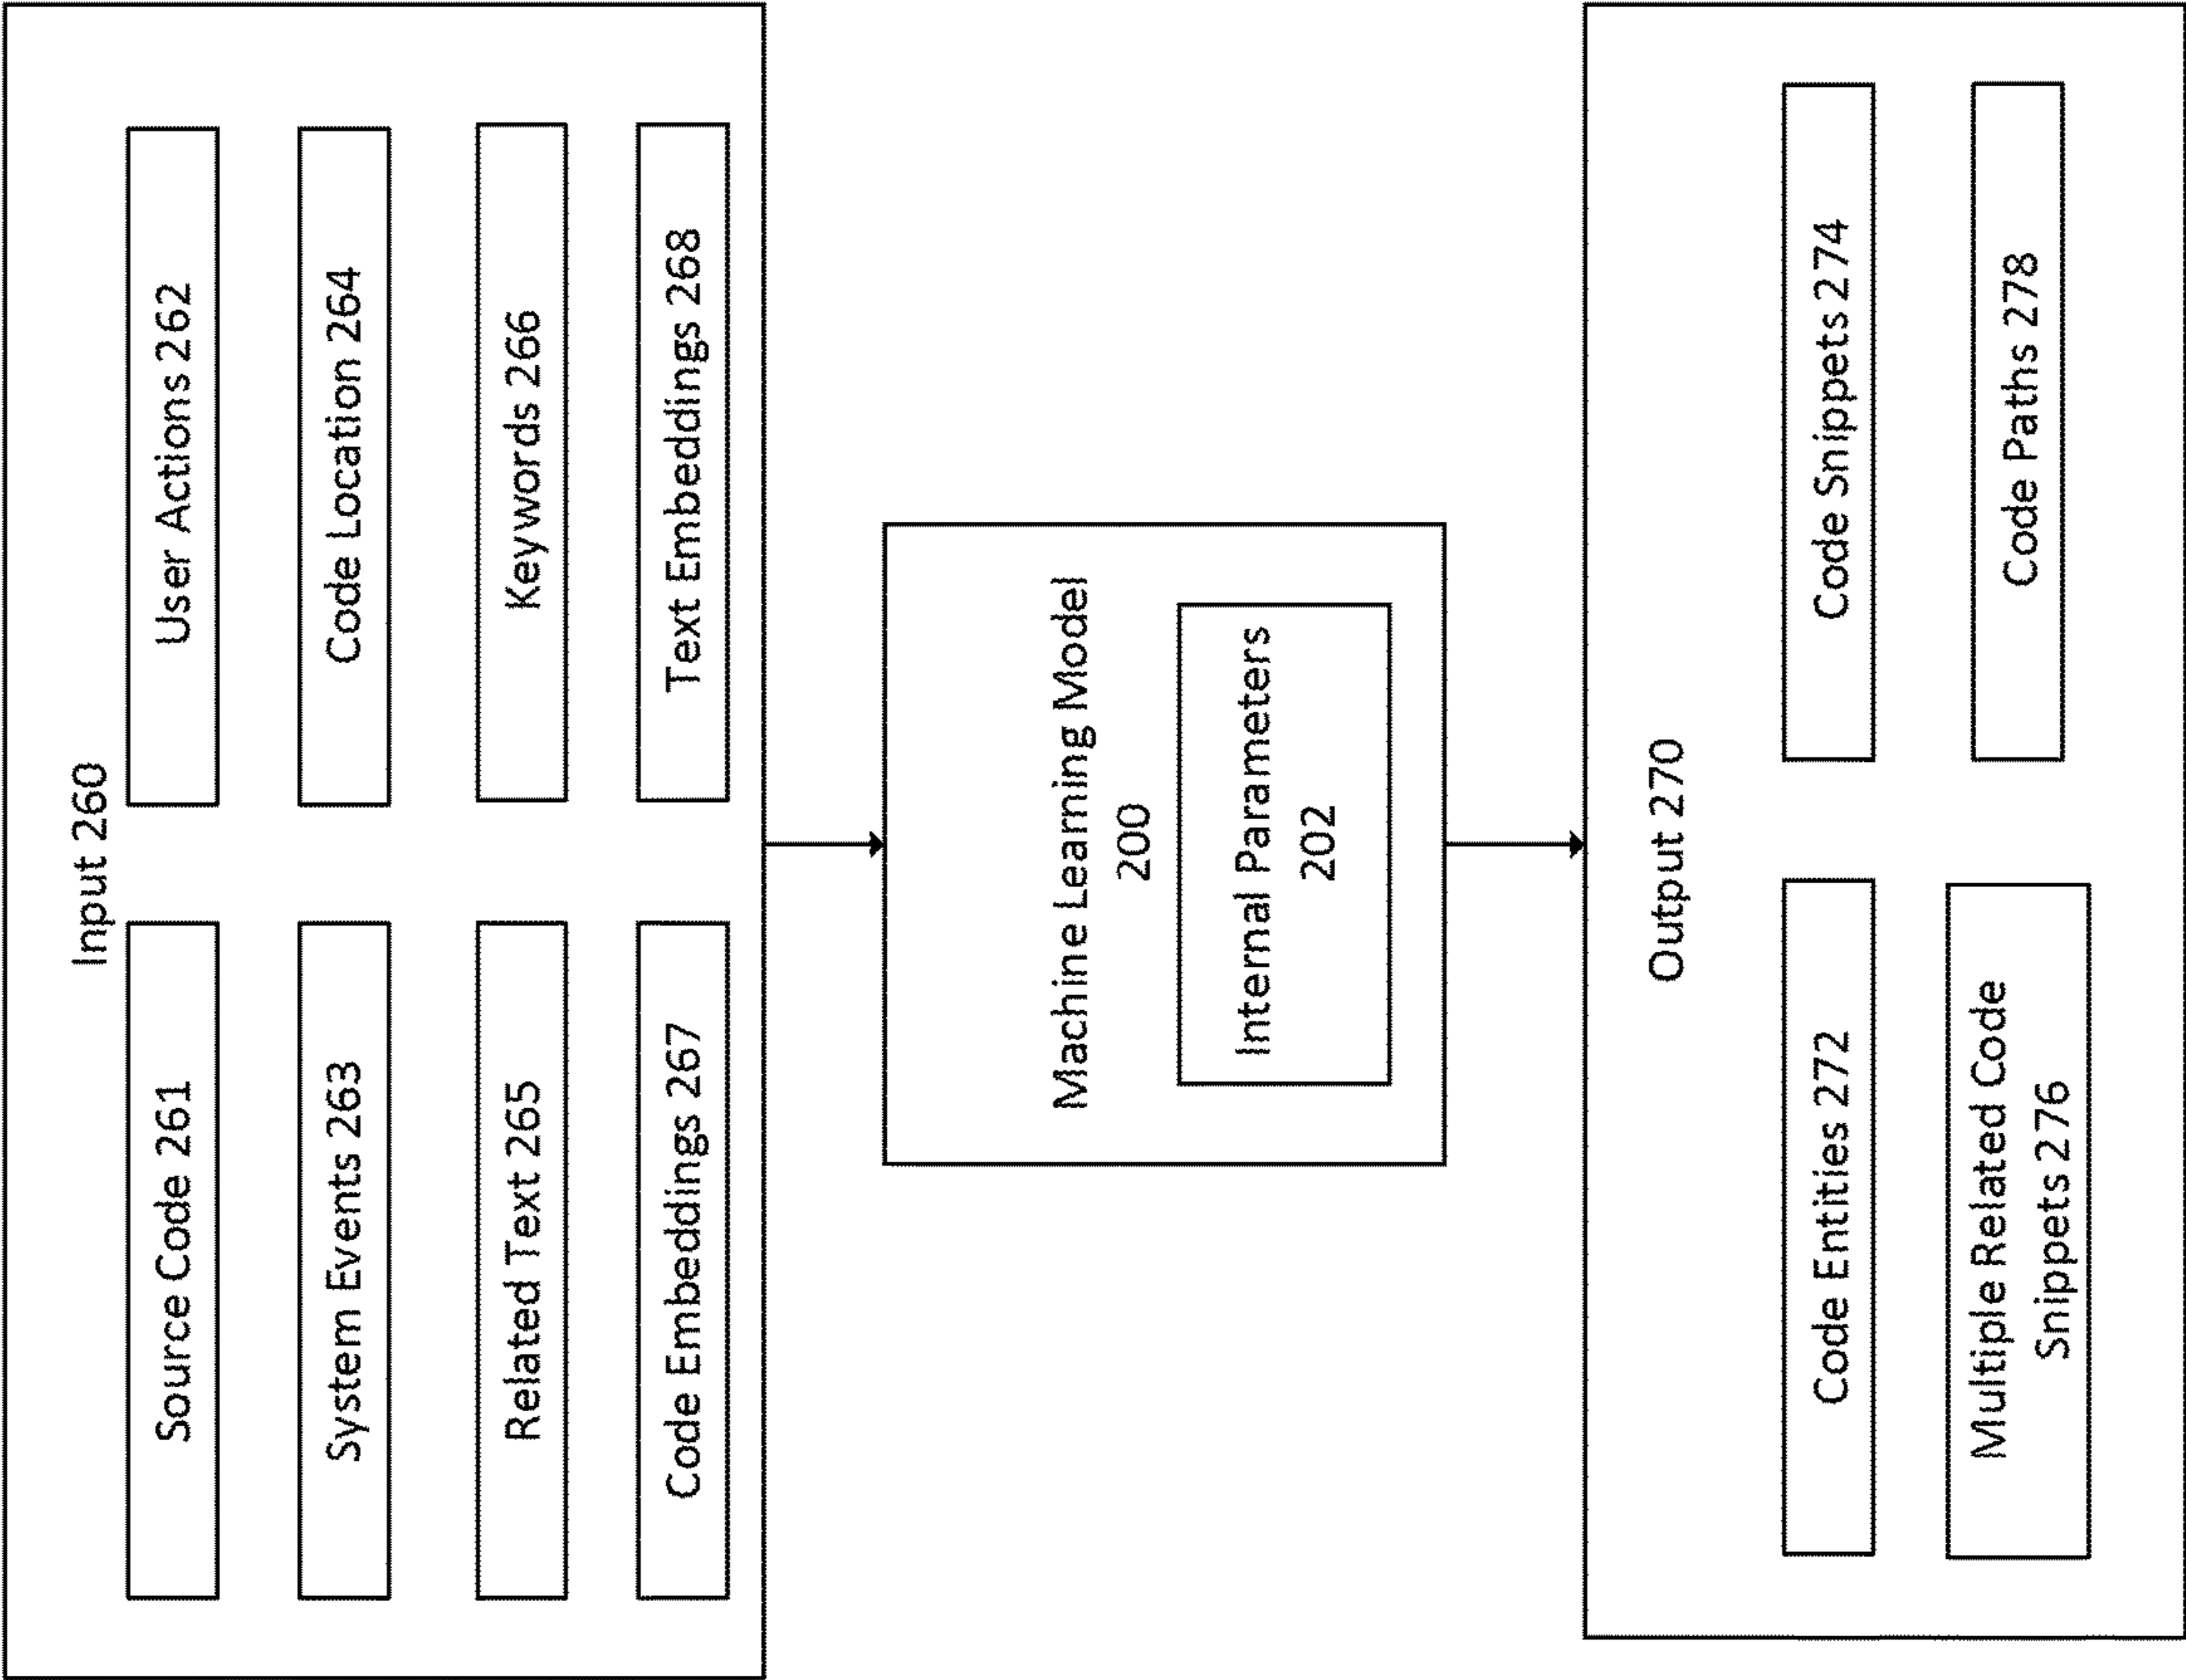 Input 260
Source Code 261
User Actions 262
System Events 263
Code Location 264
Related Text 265
Keywords 266
Code Embeddings 267
Text Embeddings 268
Machine Learning Model
200
Internal Parameters
202
Output 270
Code Entities 272
Code Snippets 274
Multiple Related Code
Snippets 276
Code Paths 278